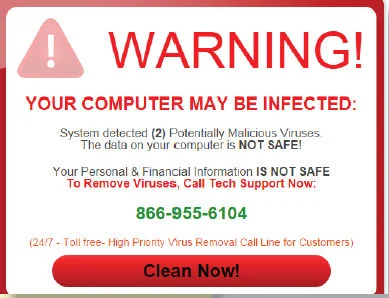 WARNING!
YOUR COMPUTER MAY BE INFECTED:
System detected (2) Potentially Malicious Viruses.
The data on your computer is NOT SAFE!
Your Personal & Financial Information IS NOT SAFE
To Remove Viruses, Call Tech Support Now:
866-955-6104
(24/7 - Toll free- High Priority Virus Removal Call Line for Customers)
Clean Now!